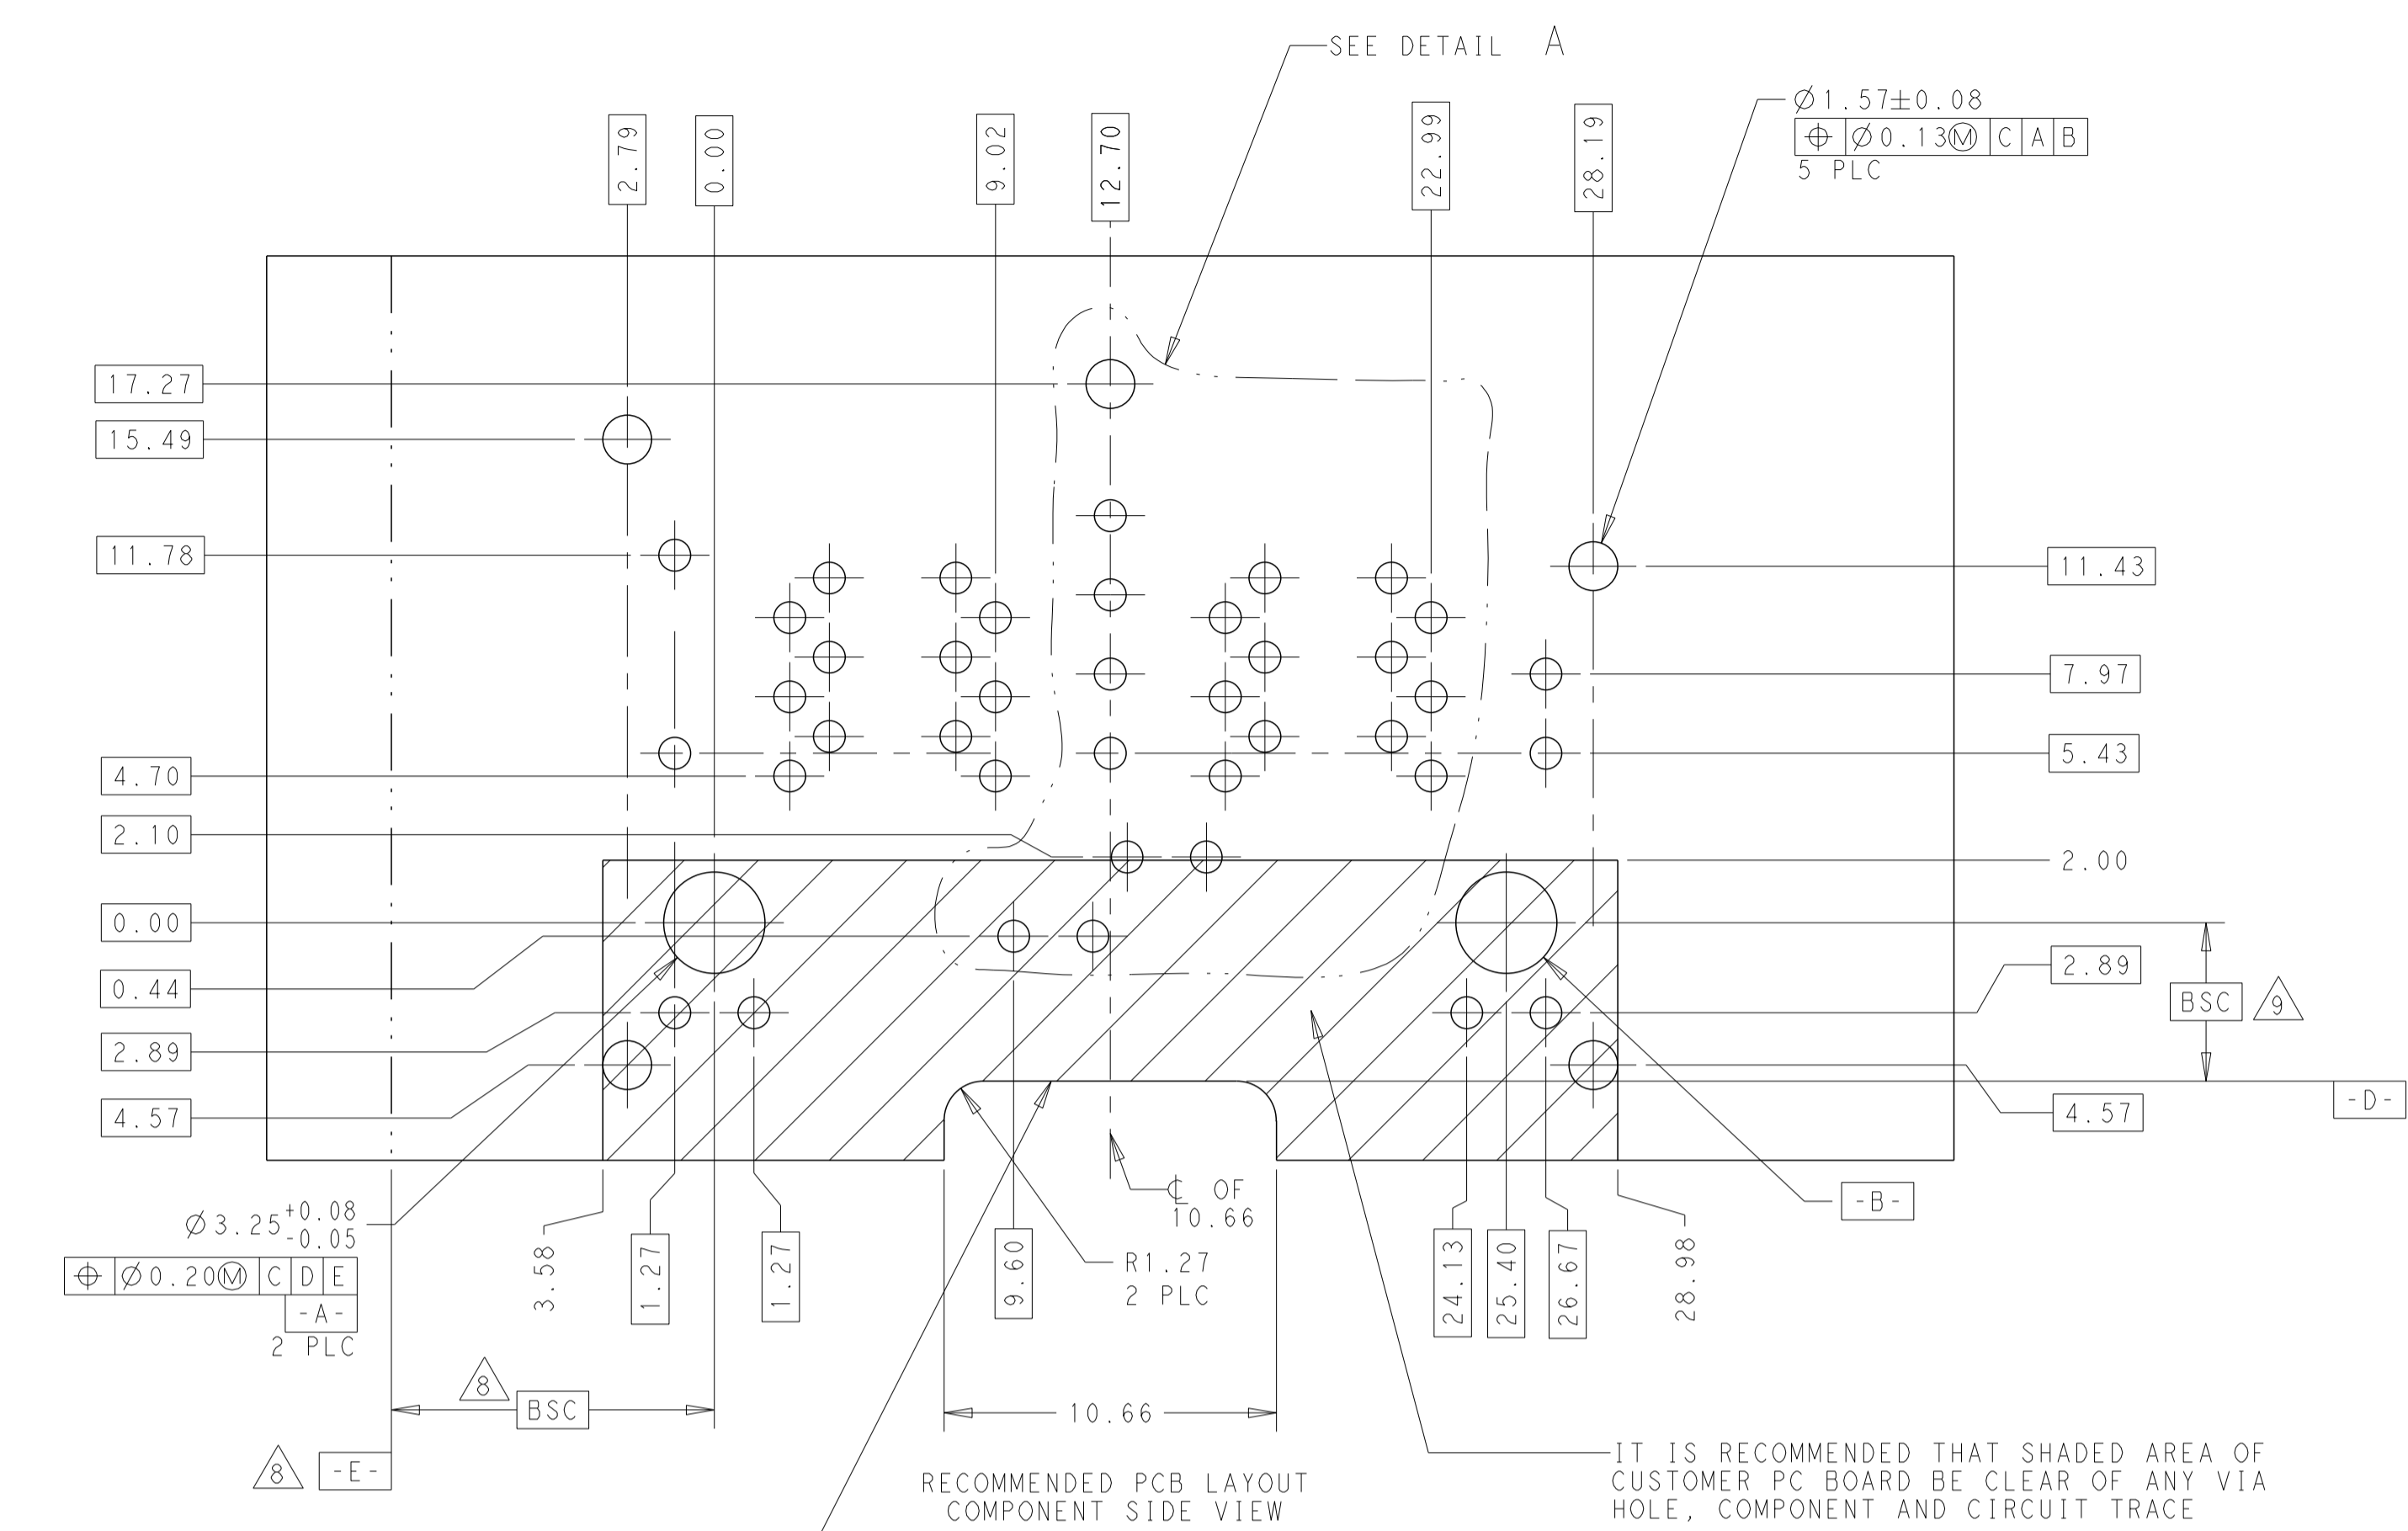 SEE DETAIL A
2.79
0.00
9.02
12.70
22.99
28.19
Ø1.57±0.08
⌖ Ø0.13Ⓜ C A B
5 PLC
17.27
15.49
11.78
4.70
2.10
0.00
0.44
2.89
4.57
11.43
7.97
5.43
2.00
2.89
BSC 9
4.57
-D-
-B-
Ø3.25 +0.08 -0.05
⌖ Ø0.20Ⓜ C D E
-A-
2 PLC
3.58
1.27
1.27
9.60
℄ OF
10.66
R1.27
2 PLC
24.13
25.40
26.67
28.98
8
BSC
10.66
8
-E-
RECOMMENDED PCB LAYOUT
COMPONENT SIDE VIEW
IT IS RECOMMENDED THAT SHADED AREA OF
CUSTOMER PC BOARD BE CLEAR OF ANY VIA
HOLE, COMPONENT AND CIRCUIT TRACE